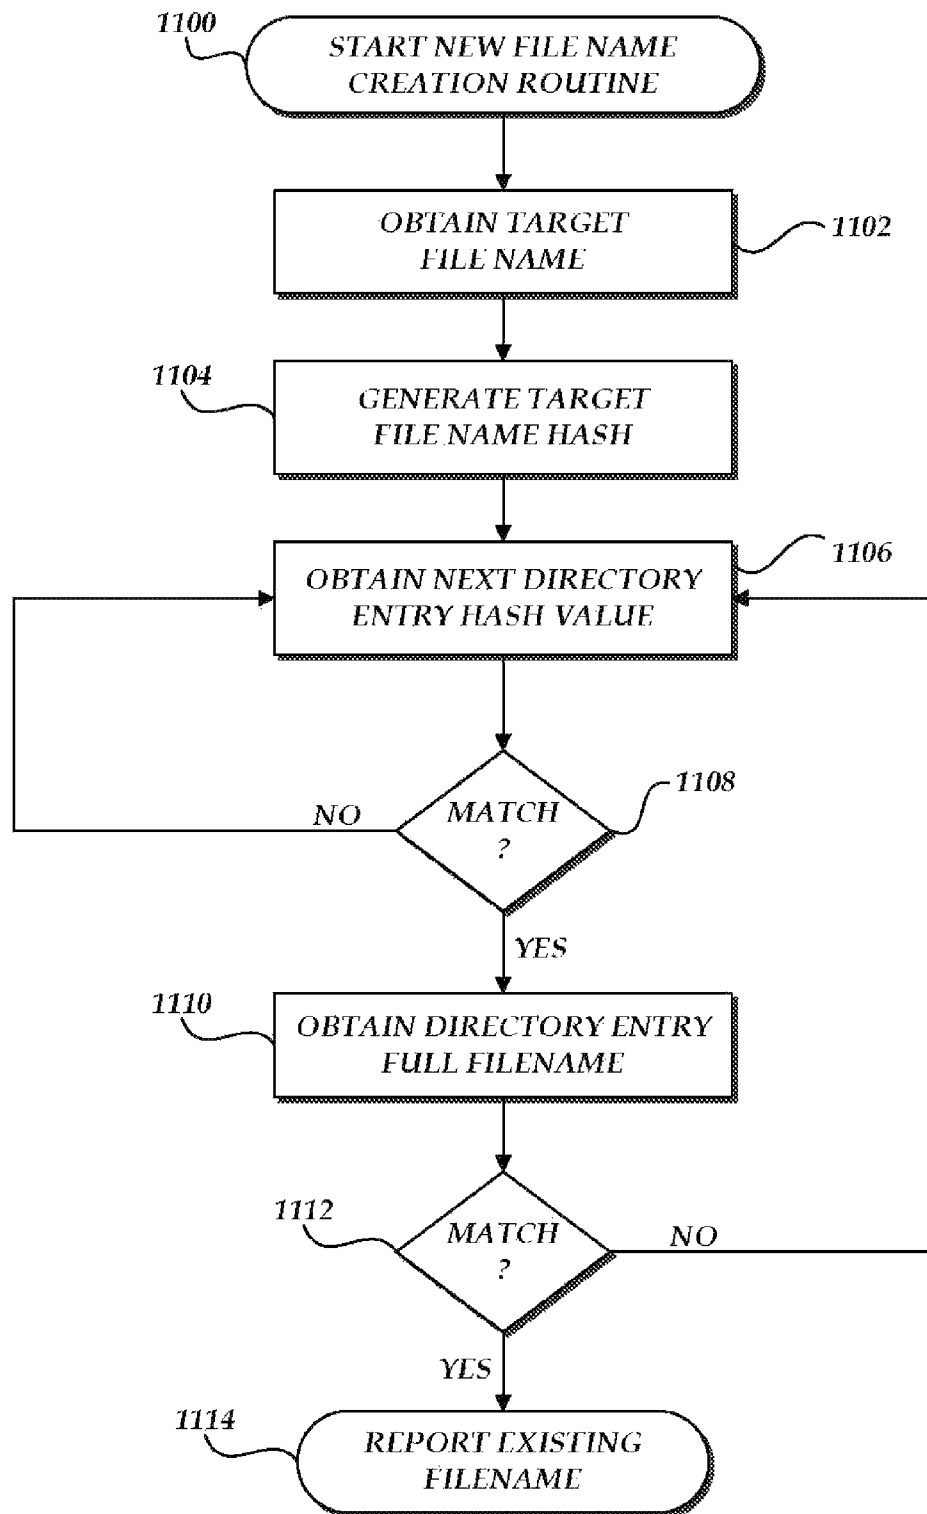 1100
START NEW FILE NAME
CREATION ROUTINE
OBTAIN TARGET
FILE NAME
1102
1104
GENERATE TARGET
FILE NAME HASH
1106
OBTAIN NEXT DIRECTORY
ENTRY HASH VALUE
1108
NO
MATCH
?
YES
1110
OBTAIN DIRECTORY ENTRY
FULL FILENAME
1112
MATCH
?
NO
YES
1114
REPORT EXISTING
FILENAME